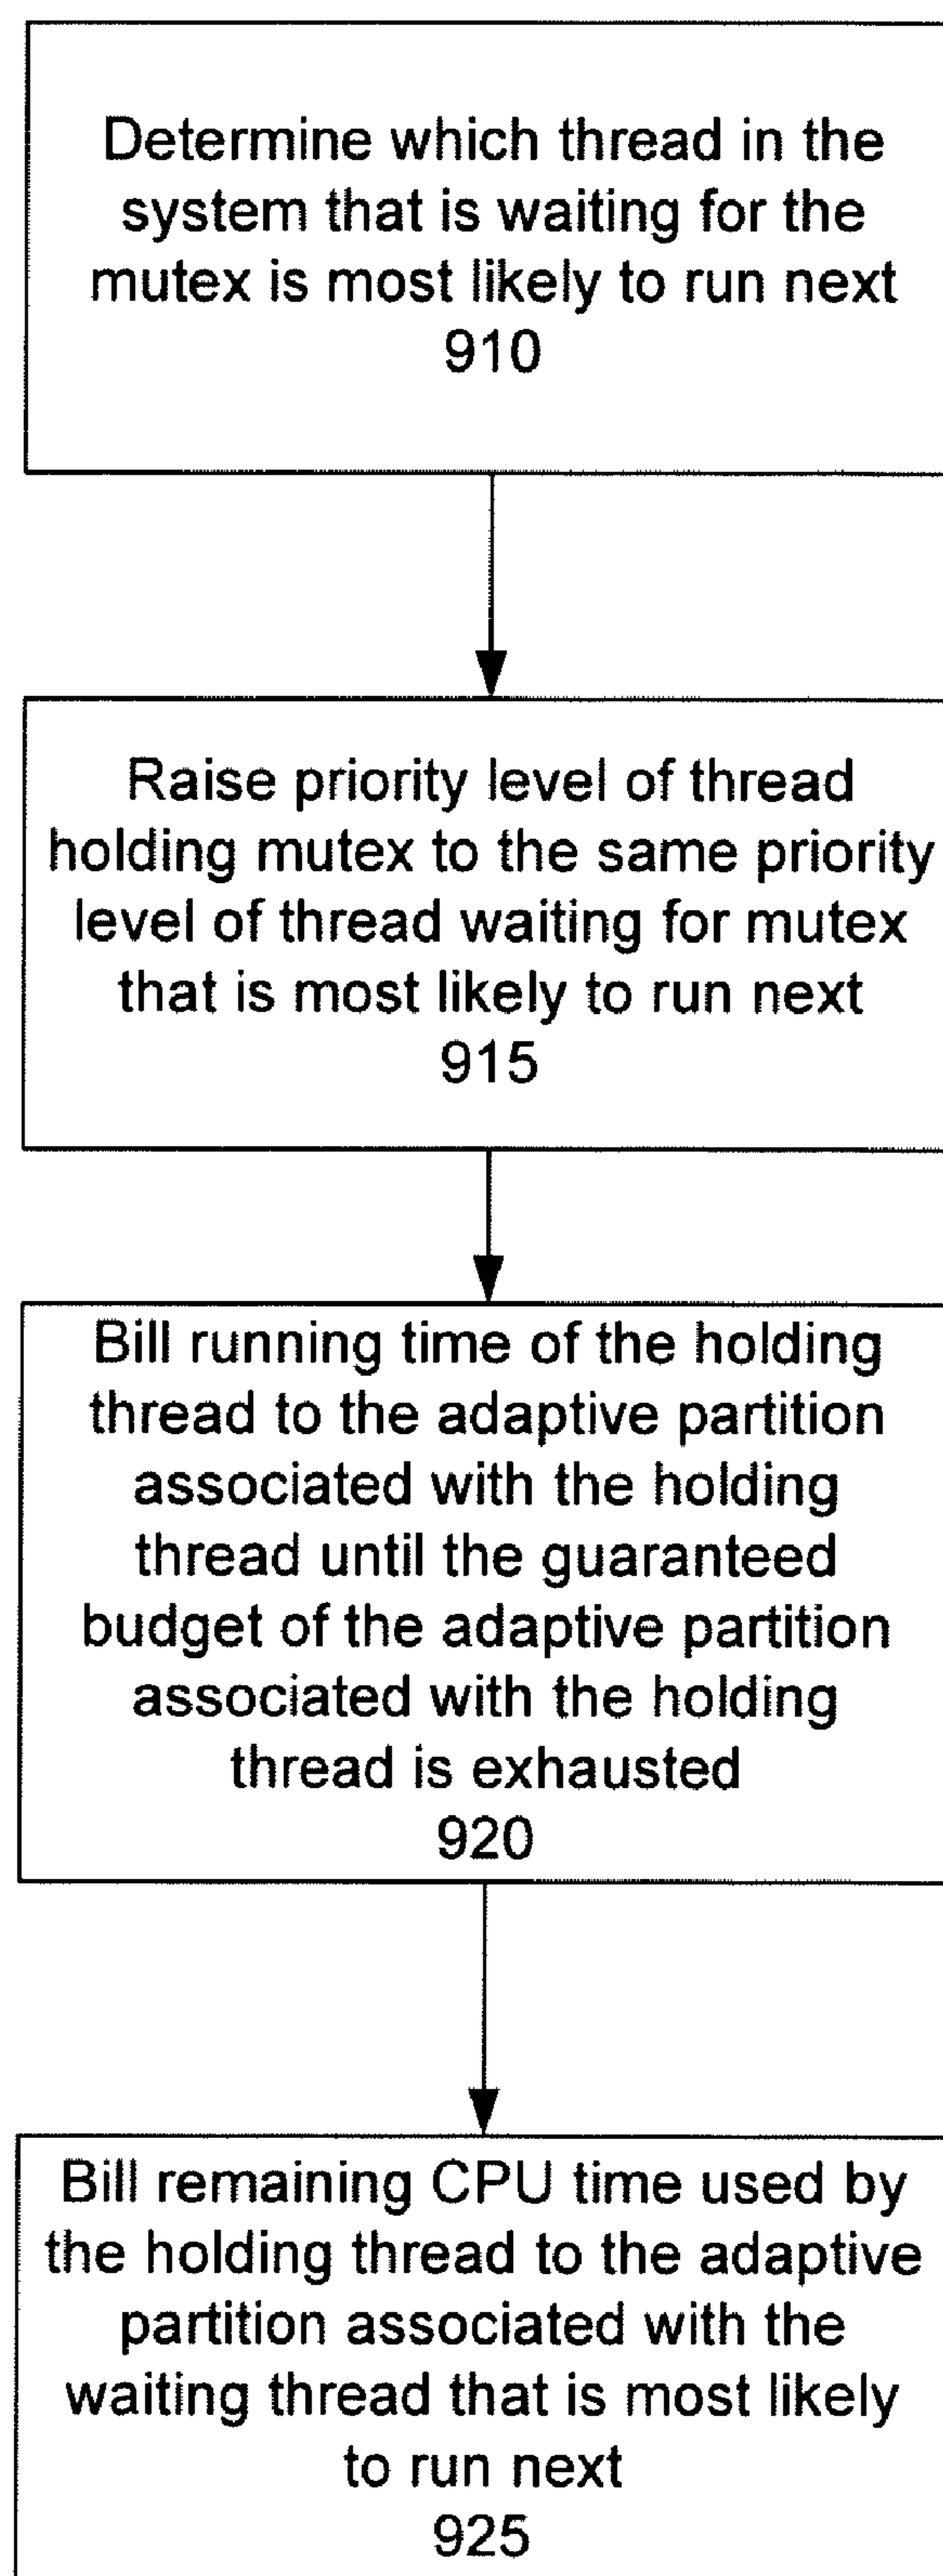 Determine which thread in the
system that is waiting for the
mutex is most likely to run next
910
Raise priority level of thread
holding mutex to the same priority
level of thread waiting for mutex
that is most likely to run next
915
Bill running time of the holding
thread to the adaptive partition
associated with the holding
thread until the guaranteed
budget of the adaptive partition
associated with the holding
thread is exhausted
920
Bill remaining CPU time used by
the holding thread to the adaptive
partition associated with the
waiting thread that is most likely
to run next
925